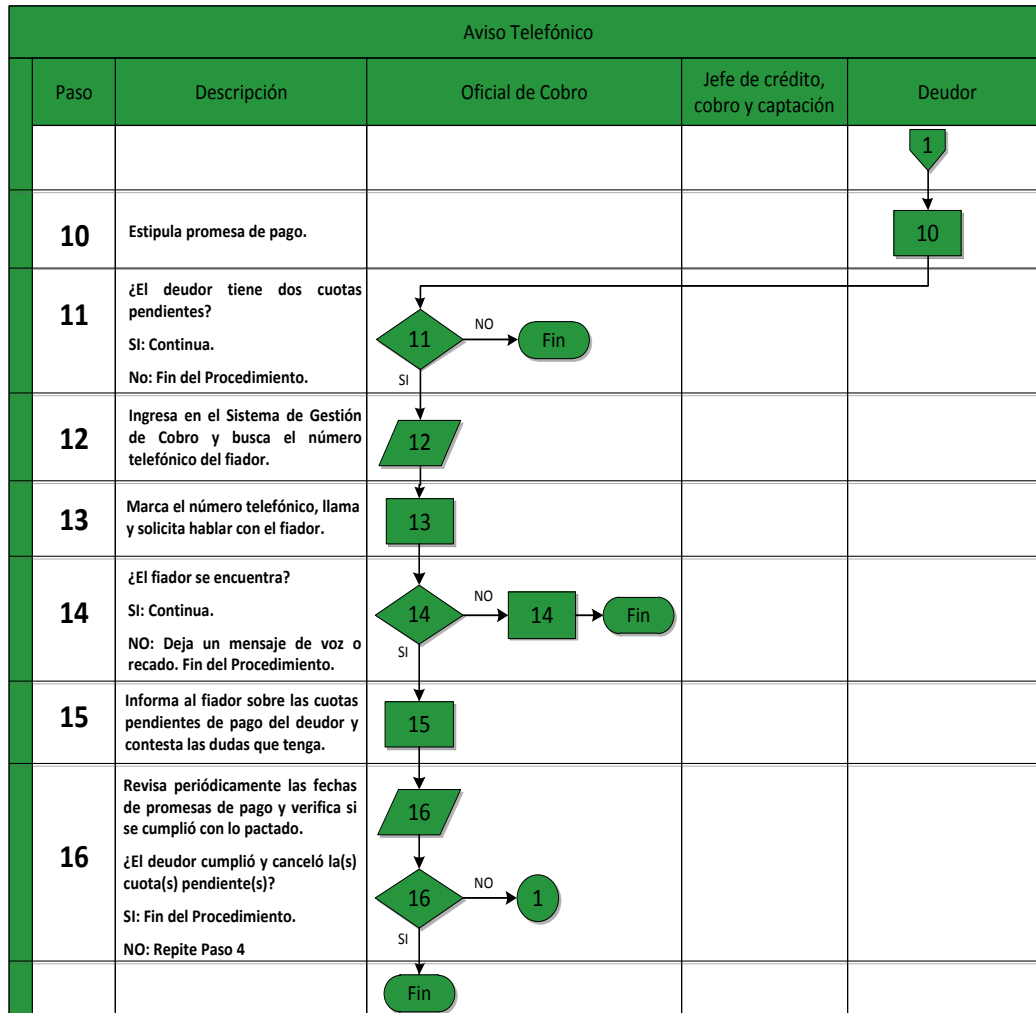 Aviso Telefónico
Paso
Descripción
Oficial de Cobro
Jefe de crédito,
cobro y captación
Deudor
1
10
Estipula promesa de pago.
10
11
¿El deudor tiene dos cuotas
pendientes?
SI: Continua.
No: Fin del Procedimiento.
11
NO
Fin
SI
12
Ingresa en el Sistema de Gestión
de Cobro y busca el número
telefónico del fiador.
12
13
Marca el número telefónico, llama
y solicita hablar con el fiador.
13
14
¿El fiador se encuentra?
SI: Continua.
NO: Deja un mensaje de voz o
recado. Fin del Procedimiento.
14
NO
14
Fin
SI
15
Informa al fiador sobre las cuotas
pendientes de pago del deudor y
contesta las dudas que tenga.
15
16
Revisa periódicamente las fechas
de promesas de pago y verifica si
se cumplió con lo pactado.
¿El deudor cumplió y canceló la(s)
cuota(s) pendiente(s)?
SI: Fin del Procedimiento.
NO: Repite Paso 4
16
16
NO
1
SI
Fin